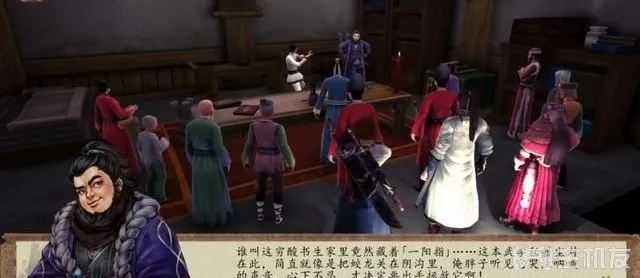 谁叫这穷酸书生家里竟然藏着「一阳指」……这本武
在此，简直就像是把蛟龙关在阴沟里，俺胖子听见
的声音，心下不忍，才决定要出手拯救它啊！